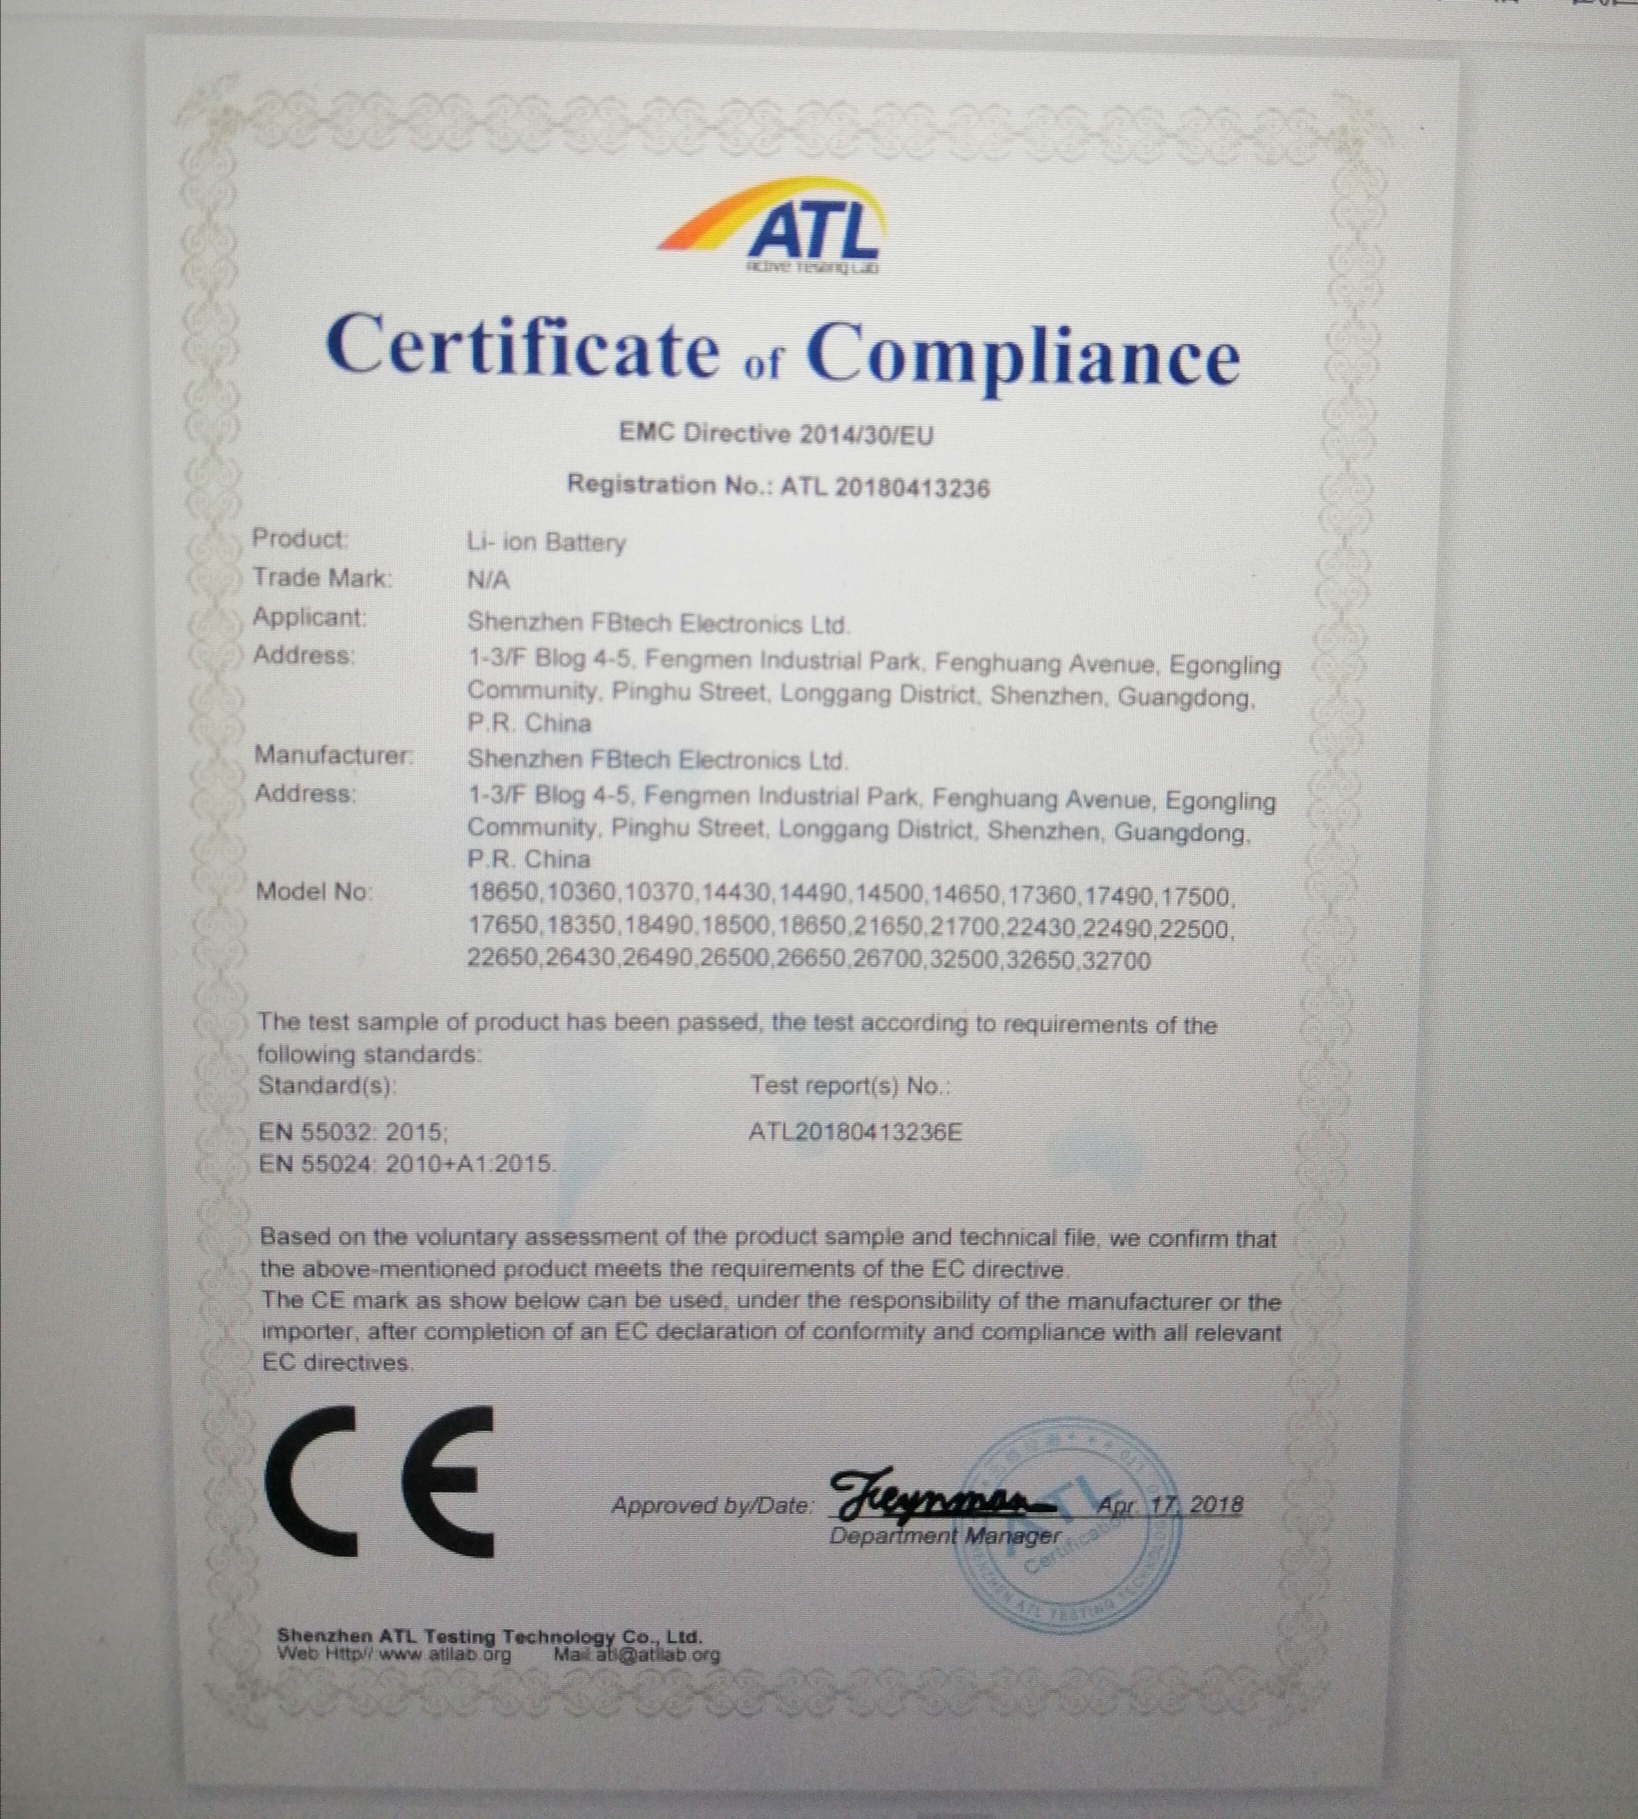 ATL
Active Testing Lab
Certificate of Compliance
EMC Directive 2014/30/EU
Registration No.: ATL 20180413236
Product: Li- ion Battery
Trade Mark: N/A
Applicant: Shenzhen FBtech Electronics Ltd.
Address: 1-3/F Blog 4-5, Fengmen Industrial Park, Fenghuang Avenue, Egongling
Community, Pinghu Street, Longgang District, Shenzhen, Guangdong,
P.R. China
Manufacturer: Shenzhen FBtech Electronics Ltd.
Address: 1-3/F Blog 4-5, Fengmen Industrial Park, Fenghuang Avenue, Egongling
Community, Pinghu Street, Longgang District, Shenzhen, Guangdong,
P.R. China
Model No: 18650,10360,10370,14430,14490,14500,14650,17360,17490,17500,
17650,18350,18490,18500,18650,21650,21700,22430,22490,22500,
22650,26430,26490,26500,26650,26700,32500,32650,32700
The test sample of product has been passed, the test according to requirements of the
following standards:
Standard(s): Test report(s) No.:
EN 55032: 2015; ATL20180413236E
EN 55024: 2010+A1:2015.
Based on the voluntary assessment of the product sample and technical file, we confirm that
the above-mentioned product meets the requirements of the EC directive.
The CE mark as show below can be used, under the responsibility of the manufacturer or the
importer, after completion of an EC declaration of conformity and compliance with all relevant
EC directives.
CE
Approved by/Date: Feynman Apr. 17, 2018
Department Manager
ATL
Certification
Shenzhen ATL Testing Technology Co., Ltd.
Web Http// www.atllab.org Mail:atl@atllab.org